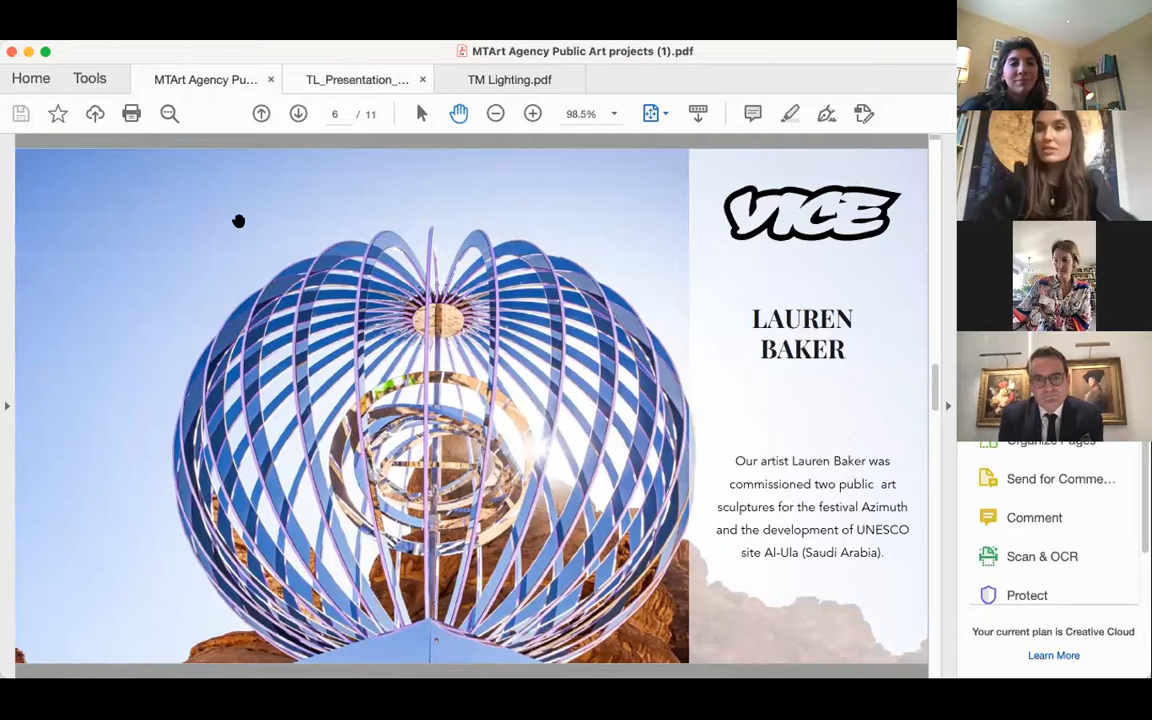 MTArt Agency Public Art projects (1).pdf
Home
Tools
MTArt Agency Pu...
TL_Presentation_...
TM Lighting.pdf
6 / 11
98.5%
VICE
LAUREN
BAKER
Our artist Lauren Baker was
commissioned two public art
sculptures for the festival Azimuth
and the development of UNESCO
site Al-Ula (Saudi Arabia).
Organize Pages
Send for Comme...
Comment
Scan & OCR
Protect
Your current plan is Creative Cloud
Learn More